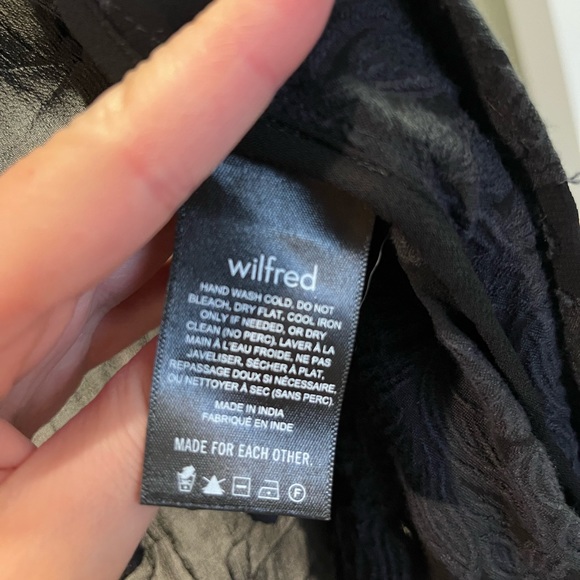 wilfred
HAND WASH COLD, DO NOT
BLEACH, DRY FLAT, COOL IRON
ONLY IF NEEDED, OR DRY
CLEAN (NO PERC). LAVER À LA
MAIN À L'EAU FROIDE, NE PAS
JAVELISER, SÉCHER À PLAT,
REPASSAGE DOUX SI NÉCESSAIRE,
OU NETTOYER À SEC (SANS PERC).
MADE IN INDIA
FABRIQUÉ EN INDE
MADE FOR EACH OTHER.
F